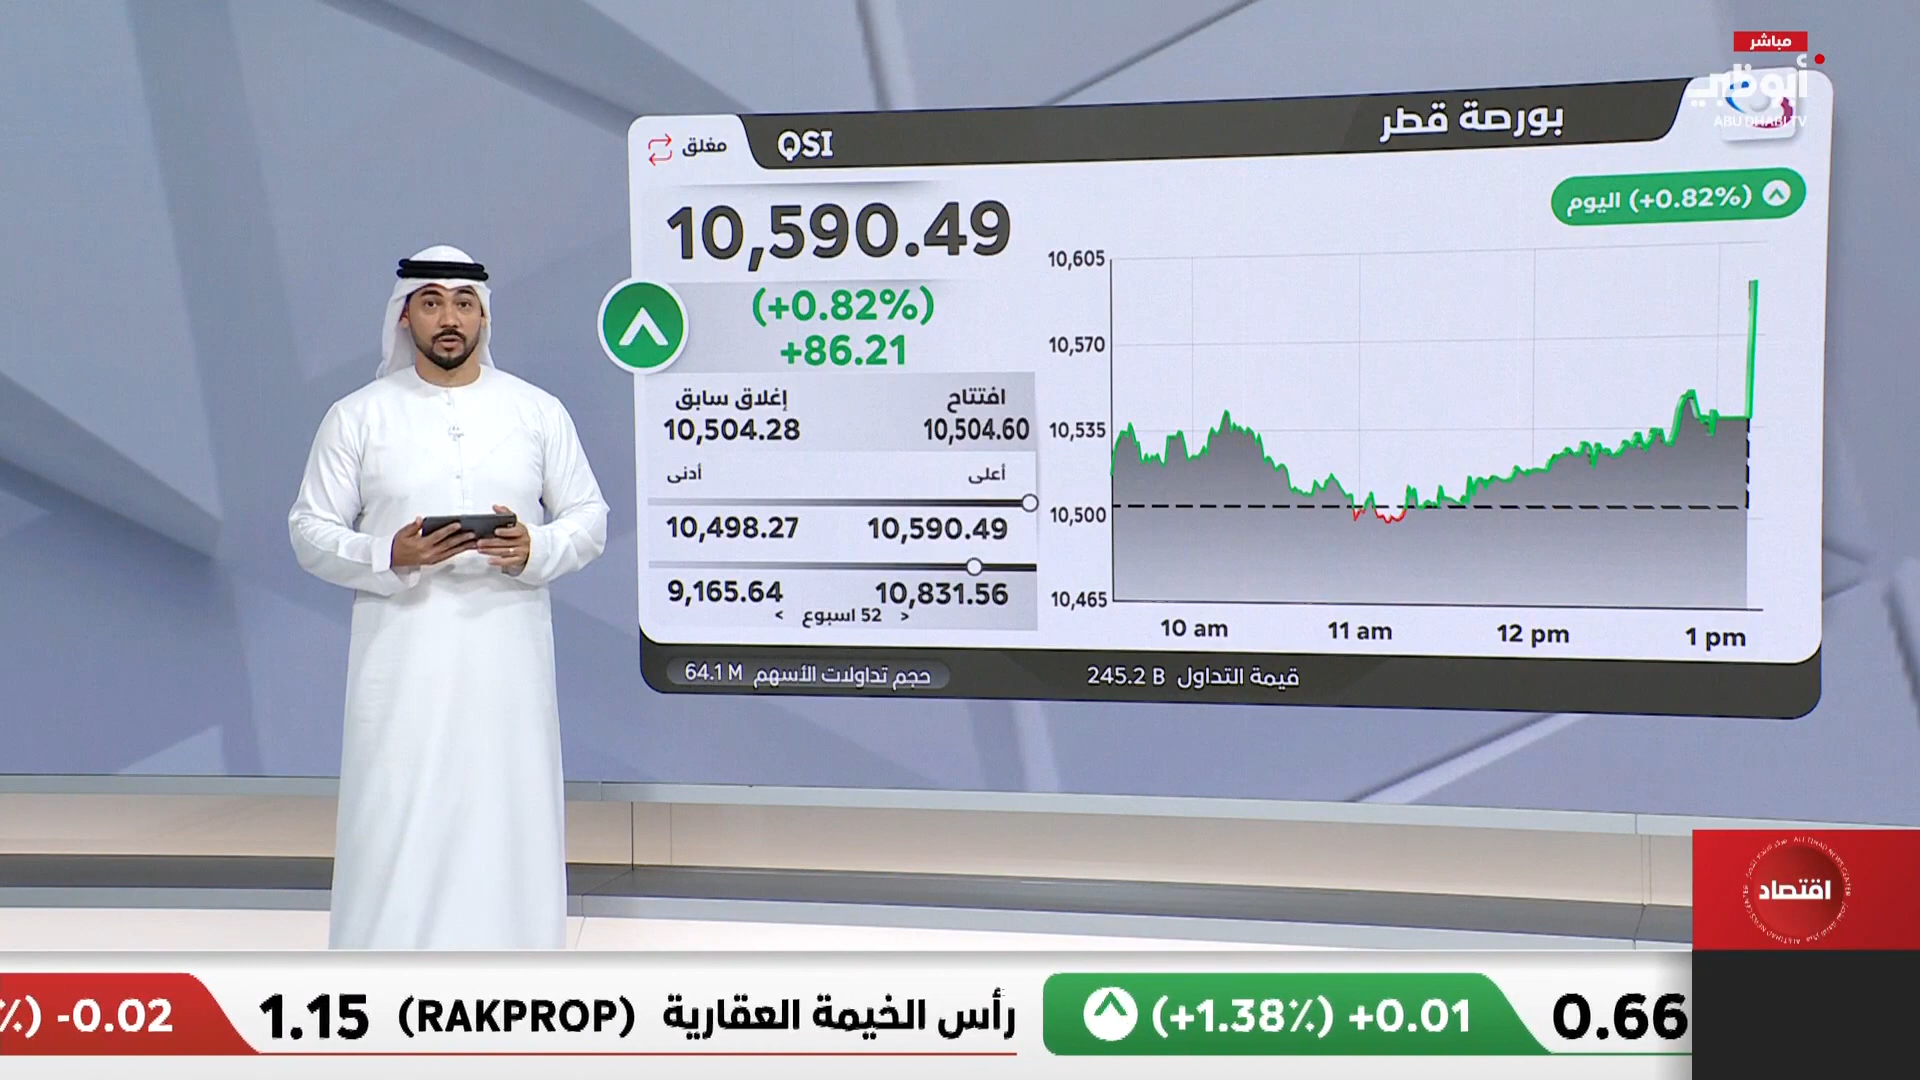 مباشر
أبوظبي
ABU DHABI TV
بورصة قطر
QSI
مغلق
اليوم (+0.82%)
10,590.49
(+0.82%)
+86.21
افتتاح
إغلاق سابق
10,504.60
10,504.28
أعلى
أدنى
10,590.49
10,498.27
10,831.56
9,165.64
< 52 اسبوع >
10,605
10,570
10,535
10,500
10,465
10 am
11 am
12 pm
1 pm
قيمة التداول 245.2 B
حجم تداولات الأسهم 64.1 M
اقتصاد
0.66
(+1.38٪) +0.01
رأس الخيمة العقارية (RAKPROP) 1.15
٪) -0.02